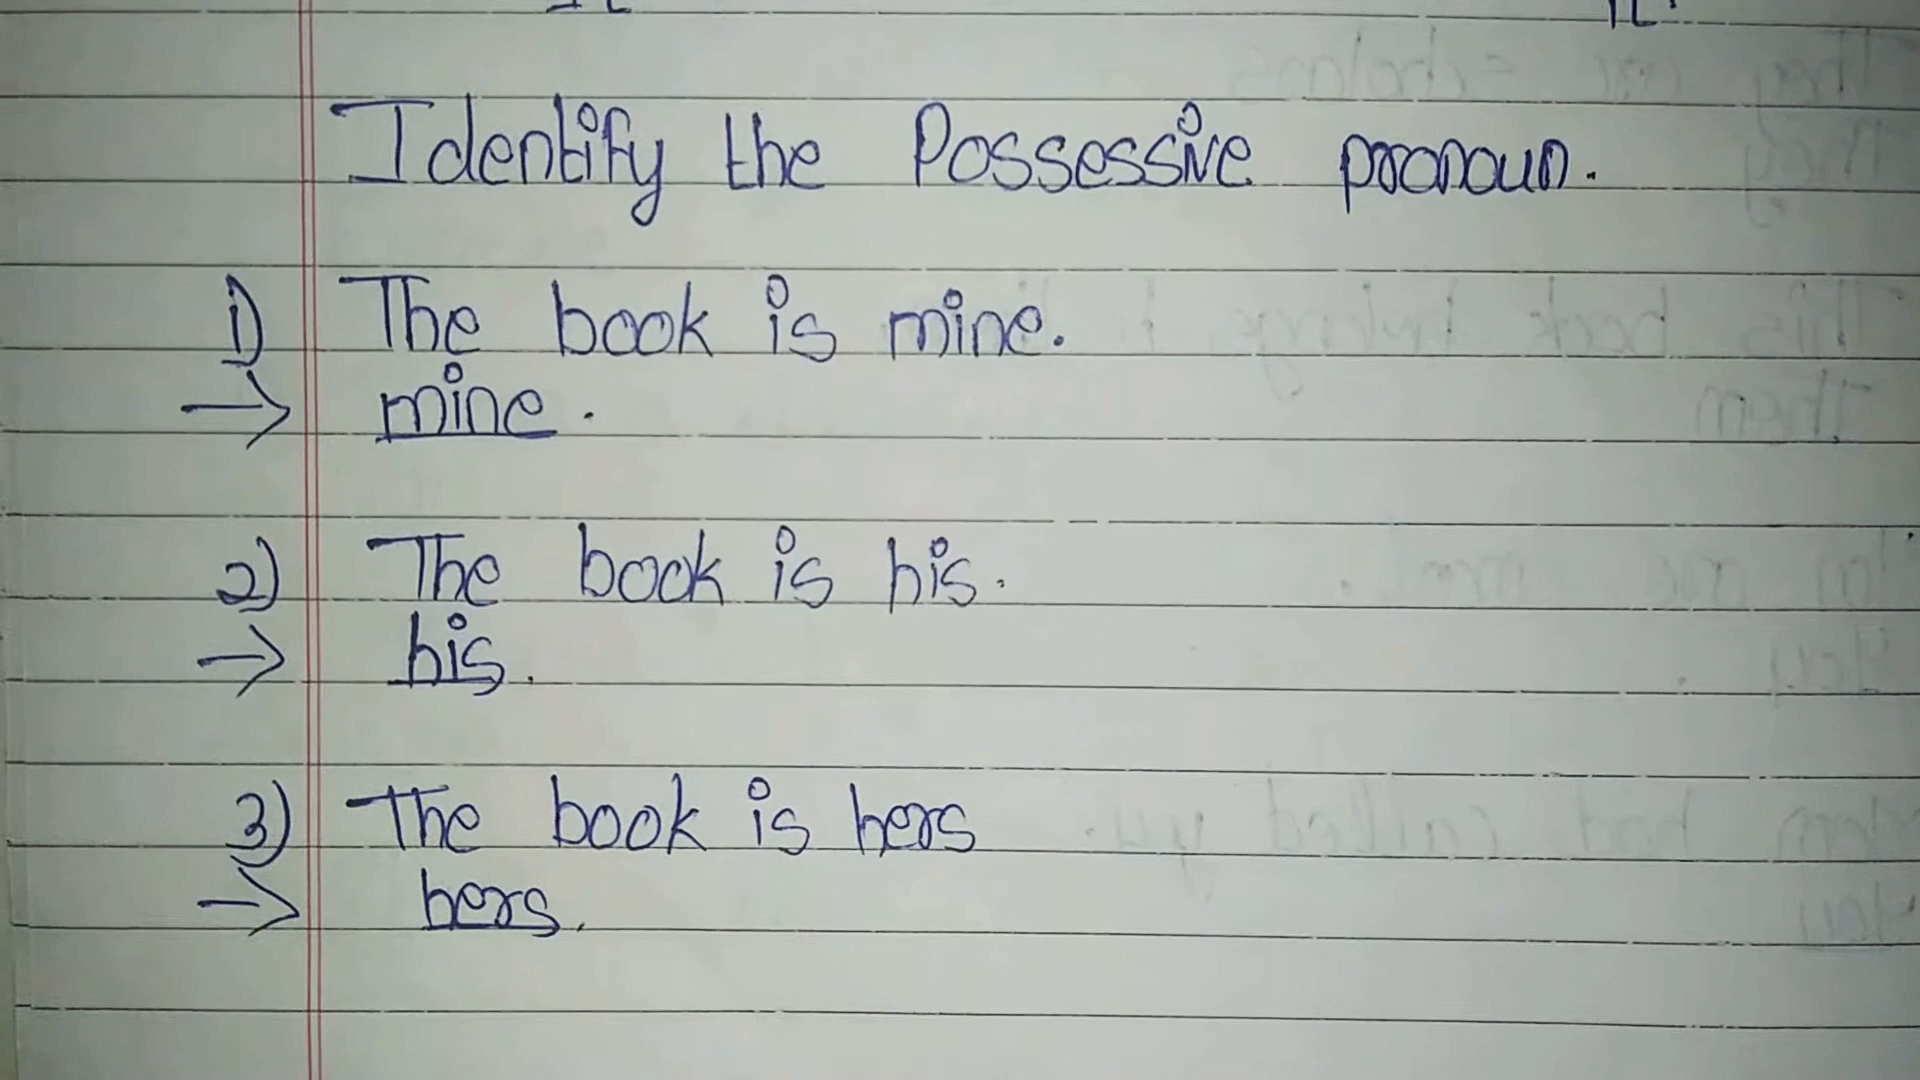 Identify the Possessive pronoun.
1) The book is mine.
→ mine.
2) The book is his.
→ his.
3) The book is hers
→ hers.